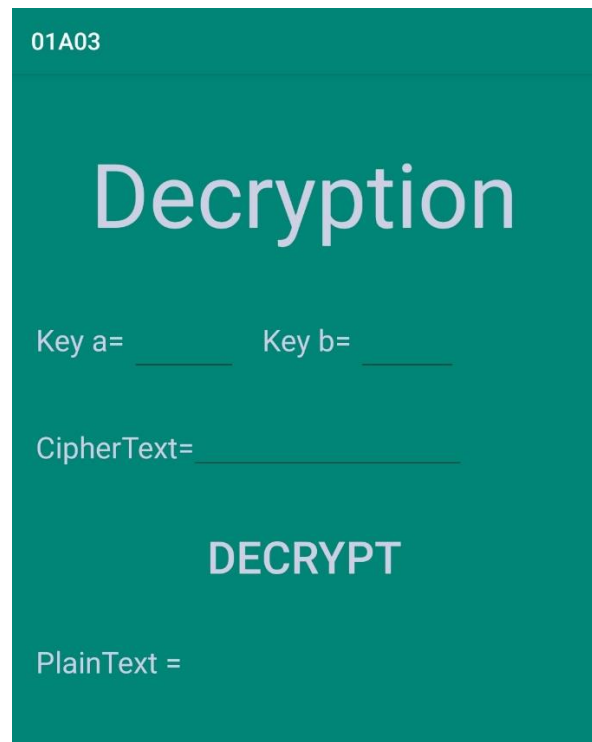 01A03
Decryption
Key a= Key b=
CipherText=
DECRYPT
PlainText =